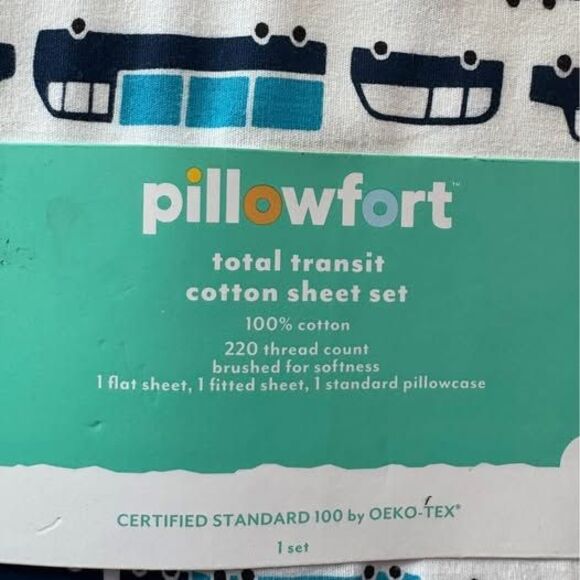 pillowfort™
total transit
cotton sheet set
100% cotton
220 thread count
brushed for softness
1 flat sheet, 1 fitted sheet, 1 standard pillowcase
CERTIFIED STANDARD 100 by OEKO-TEX®
1 set